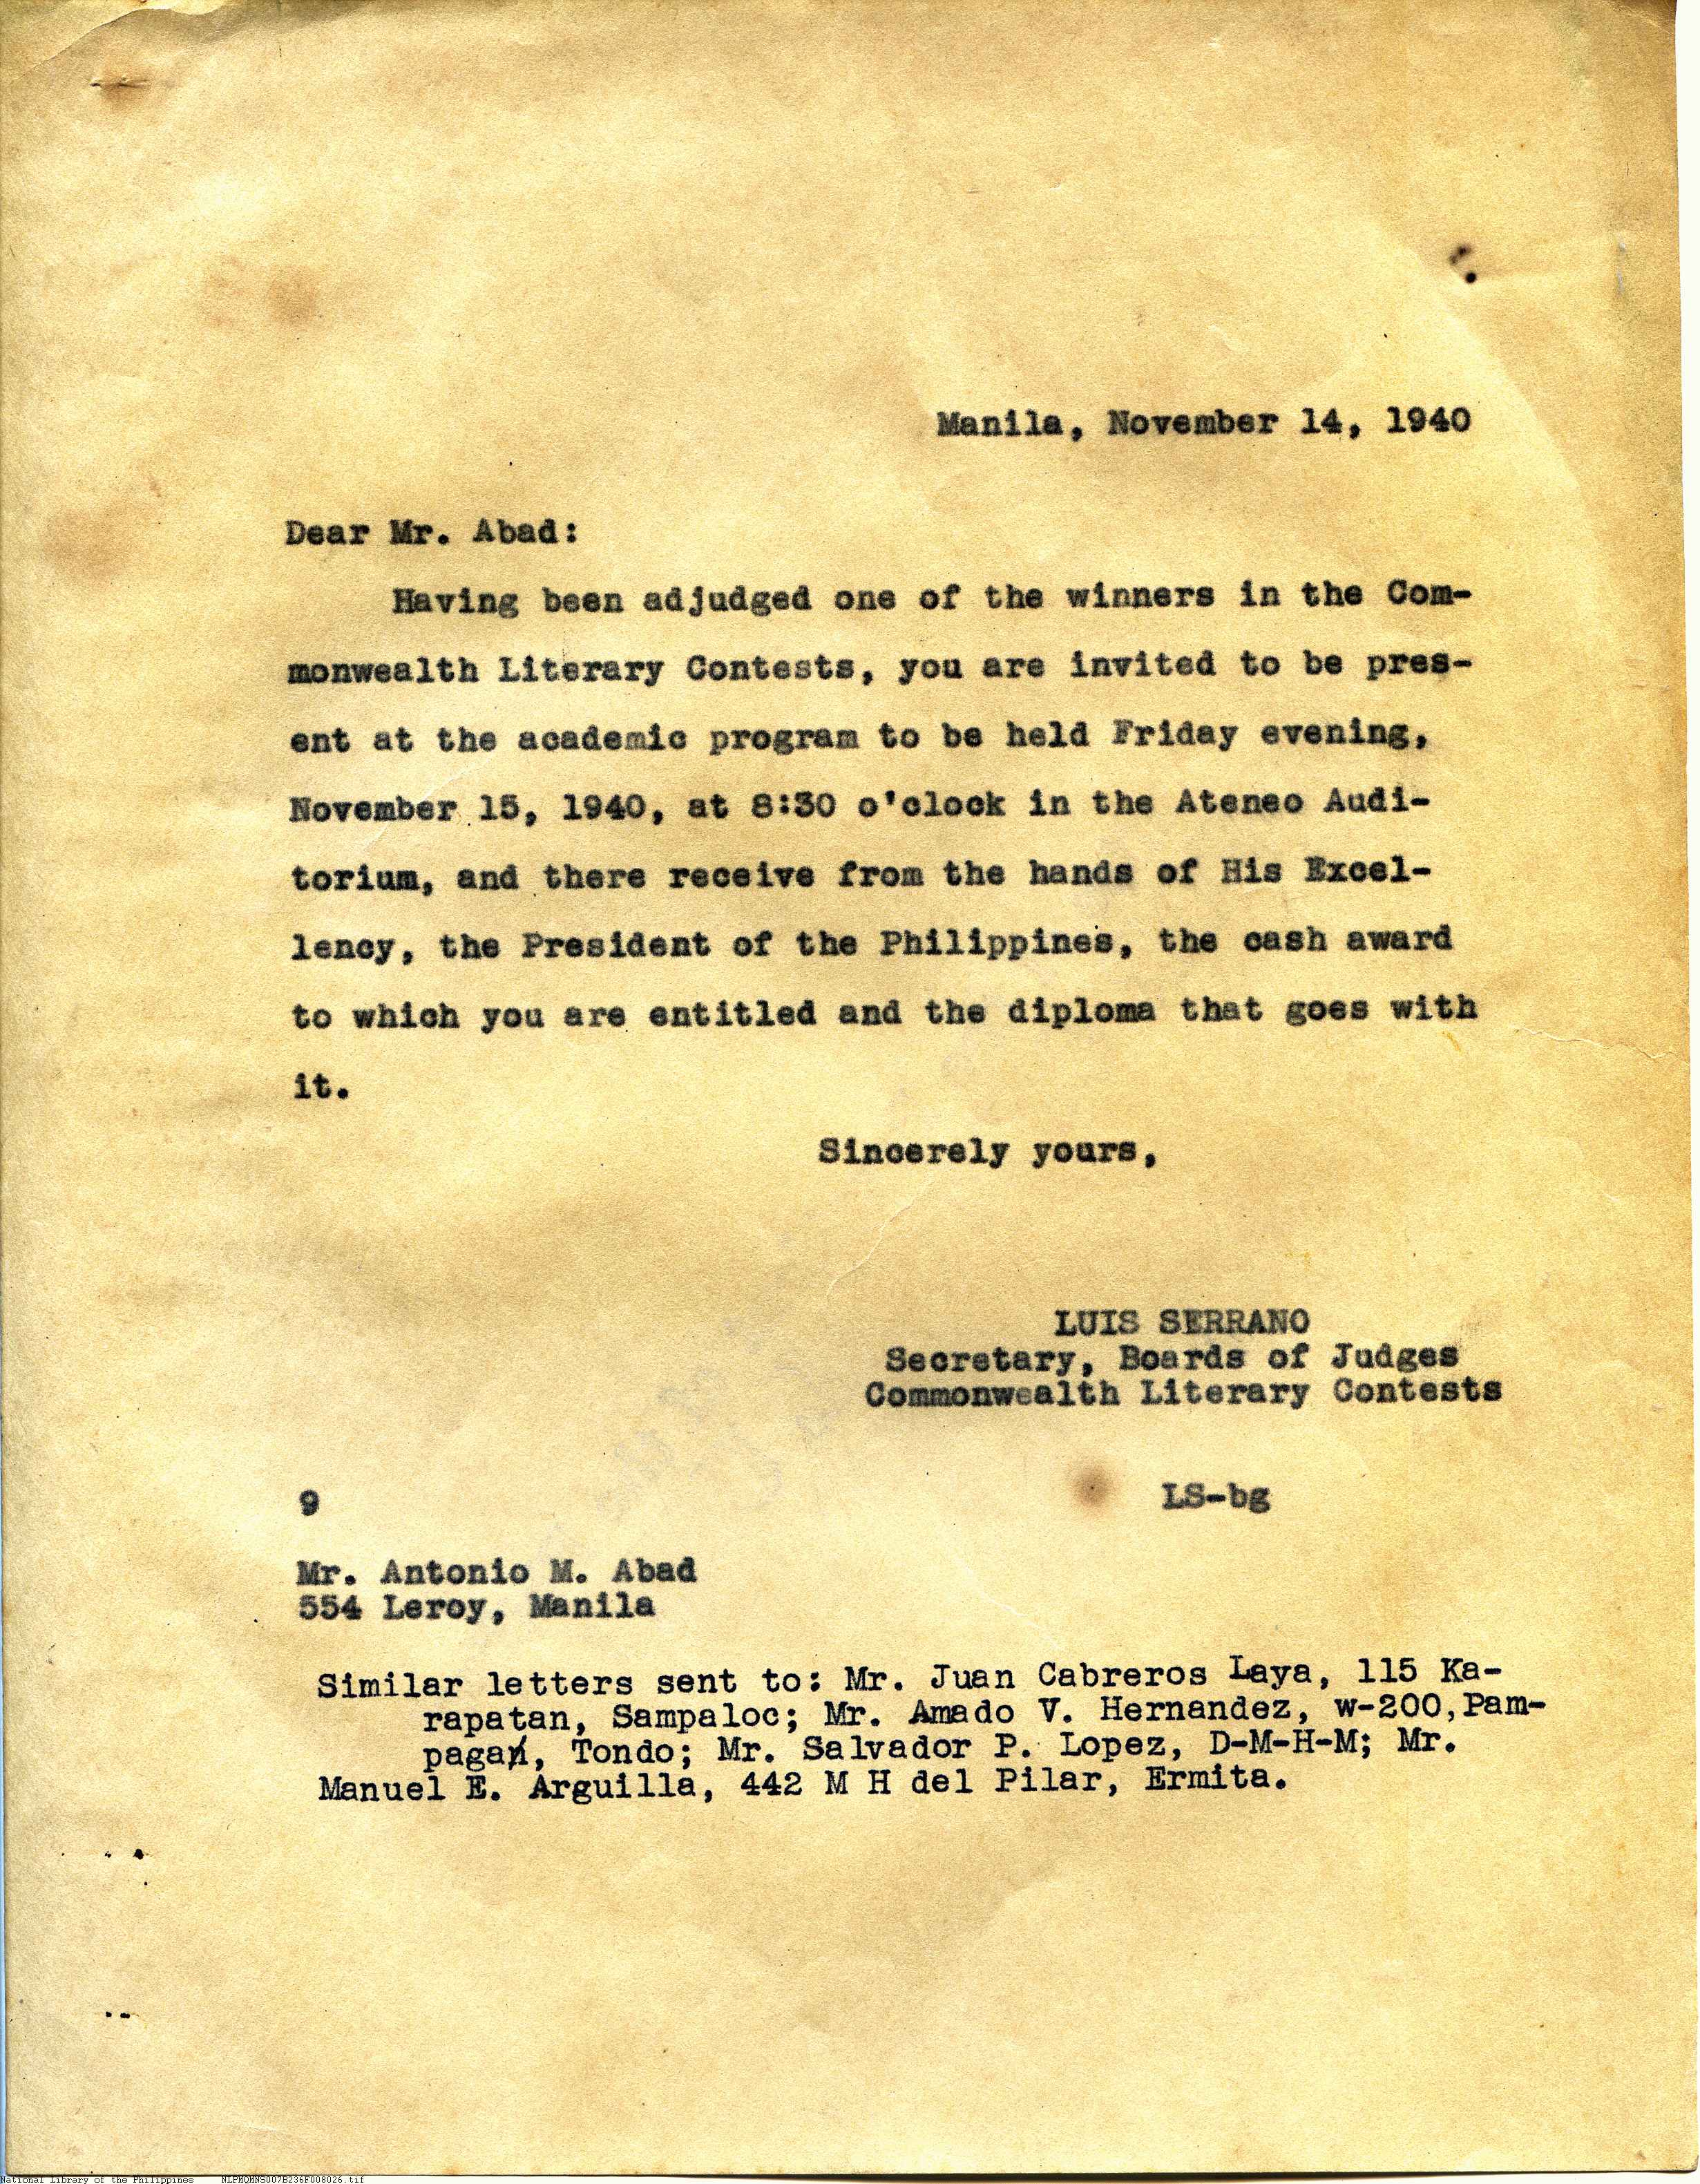 Manila, November 14, 1940
Dear Mr. Abad:
Having been adjudged one of the winners in the Com-
monwealth Literary Contests, you are invited to be pres-
ent at the academic program to be held Friday evening,
November 15, 1940, at 8:30 o'clock in the Ateneo Audi-
torium, and there receive from the hands of His Excel-
lency, the President of the Philippines, the cash award
to which you are entitled and the diploma that goes with
it.
Sincerely yours,
LUIS SERRANO
Secretary, Boards of Judges
Commonwealth Literary Contests
9 LS-bg
Mr. Antonio M. Abad
554 Leroy, Manila
Similar letters sent to: Mr. Juan Cabreros Laya, 115 Ka-
rapatan, Sampaloc; Mr. Amado V. Hernandez, W-200, Pam-
pagan, Tondo; Mr. Salvador P. Lopez, D-M-H-M; Mr.
Manuel E. Arguilla, 442 M H del Pilar, Ermita.
National Library of the Philippines NLPMQMNS007B236F008026.tif